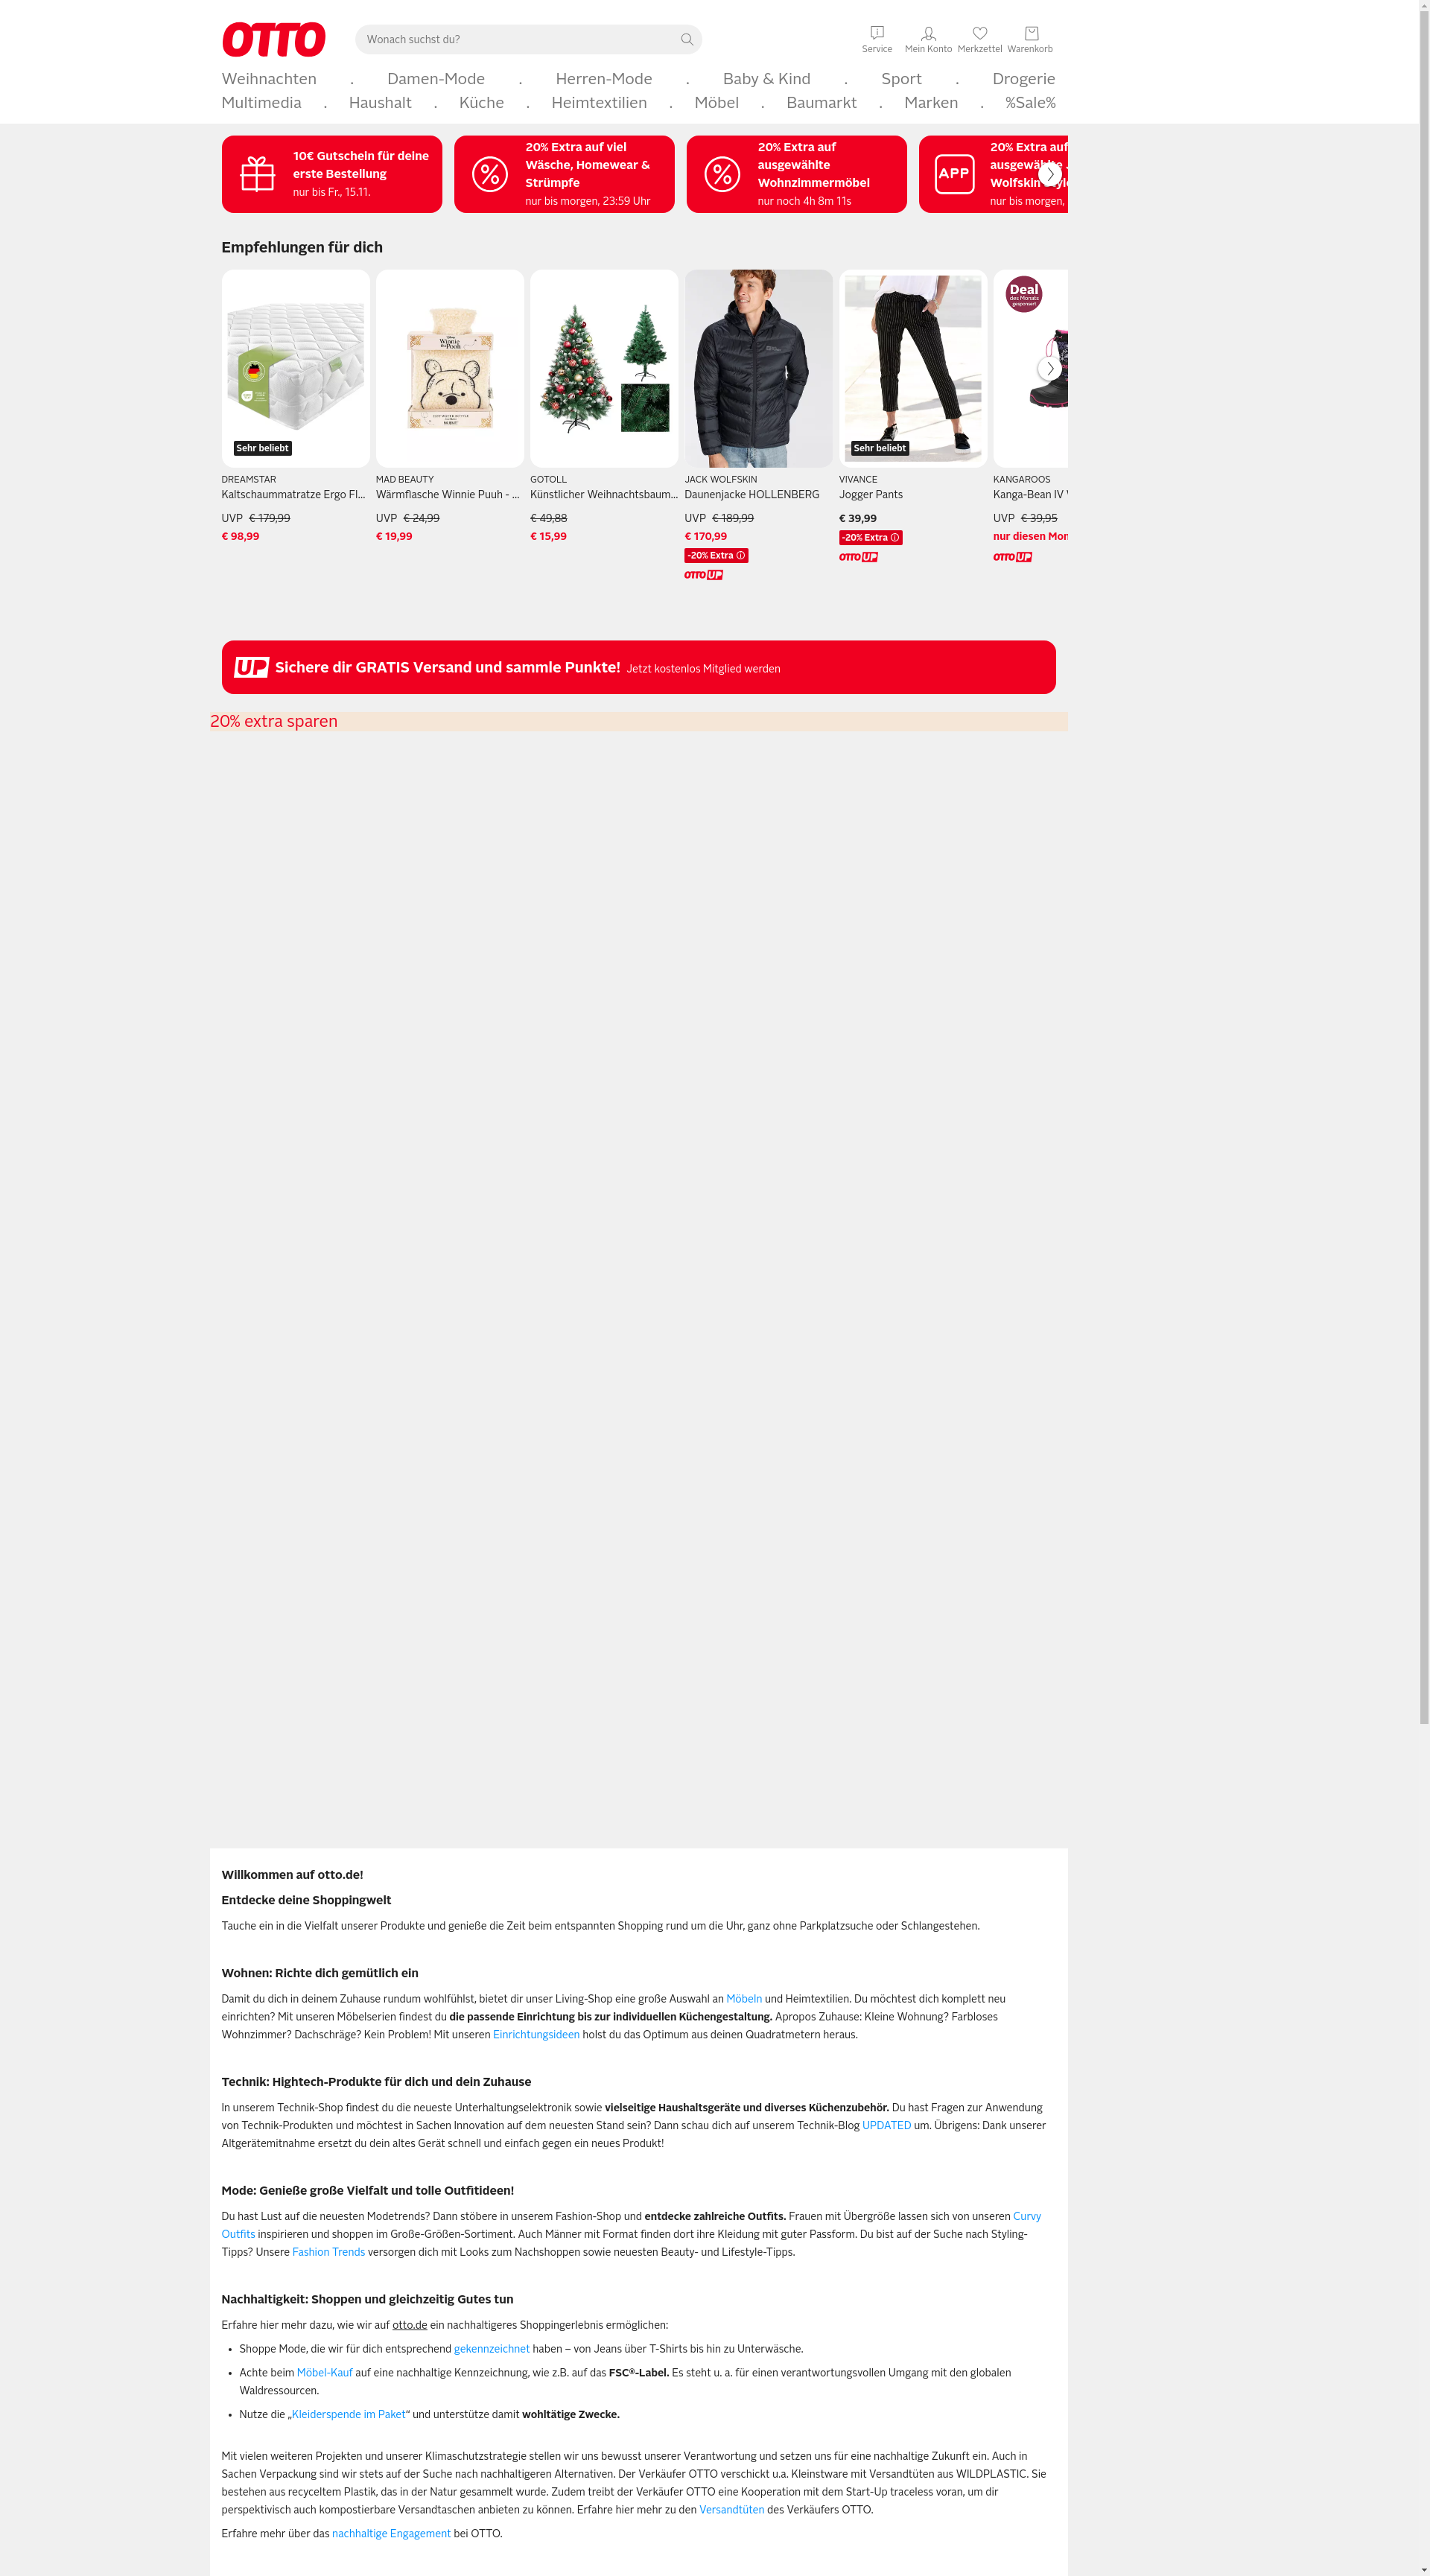 OTTO
Wonach suchst du?
Service
Mein Konto
Merkzettel
Warenkorb
Weihnachten . Damen-Mode . Herren-Mode . Baby & Kind . Sport . Drogerie
Multimedia . Haushalt . Küche . Heimtextilien . Möbel . Baumarkt . Marken . %Sale%
10€ Gutschein für deine
erste Bestellung
nur bis Fr., 15.11.
20% Extra auf viel
Wäsche, Homewear &
Strümpfe
nur bis morgen, 23:59 Uhr
20% Extra auf
ausgewählte
Wohnzimmermöbel
nur noch 4h 8m 11s
APP
20% Extra auf
ausgewählte
Wolfskin
nur bis morgen,
Empfehlungen für dich
Sehr beliebt
DREAMSTAR
Kaltschaummatratze Ergo Fl...
UVP € 179,99
€ 98,99
Winnie the Pooh
MAD BEAUTY
Wärmflasche Winnie Puuh - ...
UVP € 24,99
€ 19,99
GOTOLL
Künstlicher Weihnachtsbaum...
€ 49,88
€ 15,99
JACK WOLFSKIN
Daunenjacke HOLLENBERG
UVP € 189,99
€ 170,99
-20% Extra
OTTO UP
Sehr beliebt
VIVANCE
Jogger Pants
€ 39,99
-20% Extra
OTTO UP
Deal
des Monats
gesponsert
KANGAROOS
Kanga-Bean IV
UVP € 39,95
nur diesen Mon
OTTO UP
UP Sichere dir GRATIS Versand und sammle Punkte! Jetzt kostenlos Mitglied werden
20% extra sparen
Willkommen auf otto.de!
Entdecke deine Shoppingwelt
Tauche ein in die Vielfalt unserer Produkte und genieße die Zeit beim entspannten Shopping rund um die Uhr, ganz ohne Parkplatzsuche oder Schlangestehen.
Wohnen: Richte dich gemütlich ein
Damit du dich in deinem Zuhause rundum wohlfühlst, bietet dir unser Living-Shop eine große Auswahl an Möbeln und Heimtextilien. Du möchtest dich komplett neu
einrichten? Mit unseren Möbelserien findest du die passende Einrichtung bis zur individuellen Küchengestaltung. Apropos Zuhause: Kleine Wohnung? Farbloses
Wohnzimmer? Dachschräge? Kein Problem! Mit unseren Einrichtungsideen holst du das Optimum aus deinen Quadratmetern heraus.
Technik: Hightech-Produkte für dich und dein Zuhause
In unserem Technik-Shop findest du die neueste Unterhaltungselektronik sowie vielseitige Haushaltsgeräte und diverses Küchenzubehör. Du hast Fragen zur Anwendung
von Technik-Produkten und möchtest in Sachen Innovation auf dem neuesten Stand sein? Dann schau dich auf unserem Technik-Blog UPDATED um. Übrigens: Dank unserer
Altgerätemitnahme ersetzt du dein altes Gerät schnell und einfach gegen ein neues Produkt!
Mode: Genieße große Vielfalt und tolle Outfitideen!
Du hast Lust auf die neuesten Modetrends? Dann stöbere in unserem Fashion-Shop und entdecke zahlreiche Outfits. Frauen mit Übergröße lassen sich von unseren Curvy
Outfits inspirieren und shoppen im Große-Größen-Sortiment. Auch Männer mit Format finden dort ihre Kleidung mit guter Passform. Du bist auf der Suche nach Styling-
Tipps? Unsere Fashion Trends versorgen dich mit Looks zum Nachshoppen sowie neuesten Beauty- und Lifestyle-Tipps.
Nachhaltigkeit: Shoppen und gleichzeitig Gutes tun
Erfahre hier mehr dazu, wie wir auf otto.de ein nachhaltigeres Shoppingerlebnis ermöglichen:
• Shoppe Mode, die wir für dich entsprechend gekennzeichnet haben – von Jeans über T-Shirts bis hin zu Unterwäsche.
• Achte beim Möbel-Kauf auf eine nachhaltige Kennzeichnung, wie z.B. auf das FSC®-Label. Es steht u. a. für einen verantwortungsvollen Umgang mit den globalen
Waldressourcen.
• Nutze die „Kleiderspende im Paket“ und unterstütze damit wohltätige Zwecke.
Mit vielen weiteren Projekten und unserer Klimaschutzstrategie stellen wir uns bewusst unserer Verantwortung und setzen uns für eine nachhaltige Zukunft ein. Auch in
Sachen Verpackung sind wir stets auf der Suche nach nachhaltigeren Alternativen. Der Verkäufer OTTO verschickt u.a. Kleinstware mit Versandtüten aus WILDPLASTIC. Sie
bestehen aus recyceltem Plastik, das in der Natur gesammelt wurde. Zudem treibt der Verkäufer OTTO eine Kooperation mit dem Start-Up traceless voran, um dir
perspektivisch auch kompostierbare Versandtaschen anbieten zu können. Erfahre hier mehr zu den Versandtüten des Verkäufers OTTO.
Erfahre mehr über das nachhaltige Engagement bei OTTO.